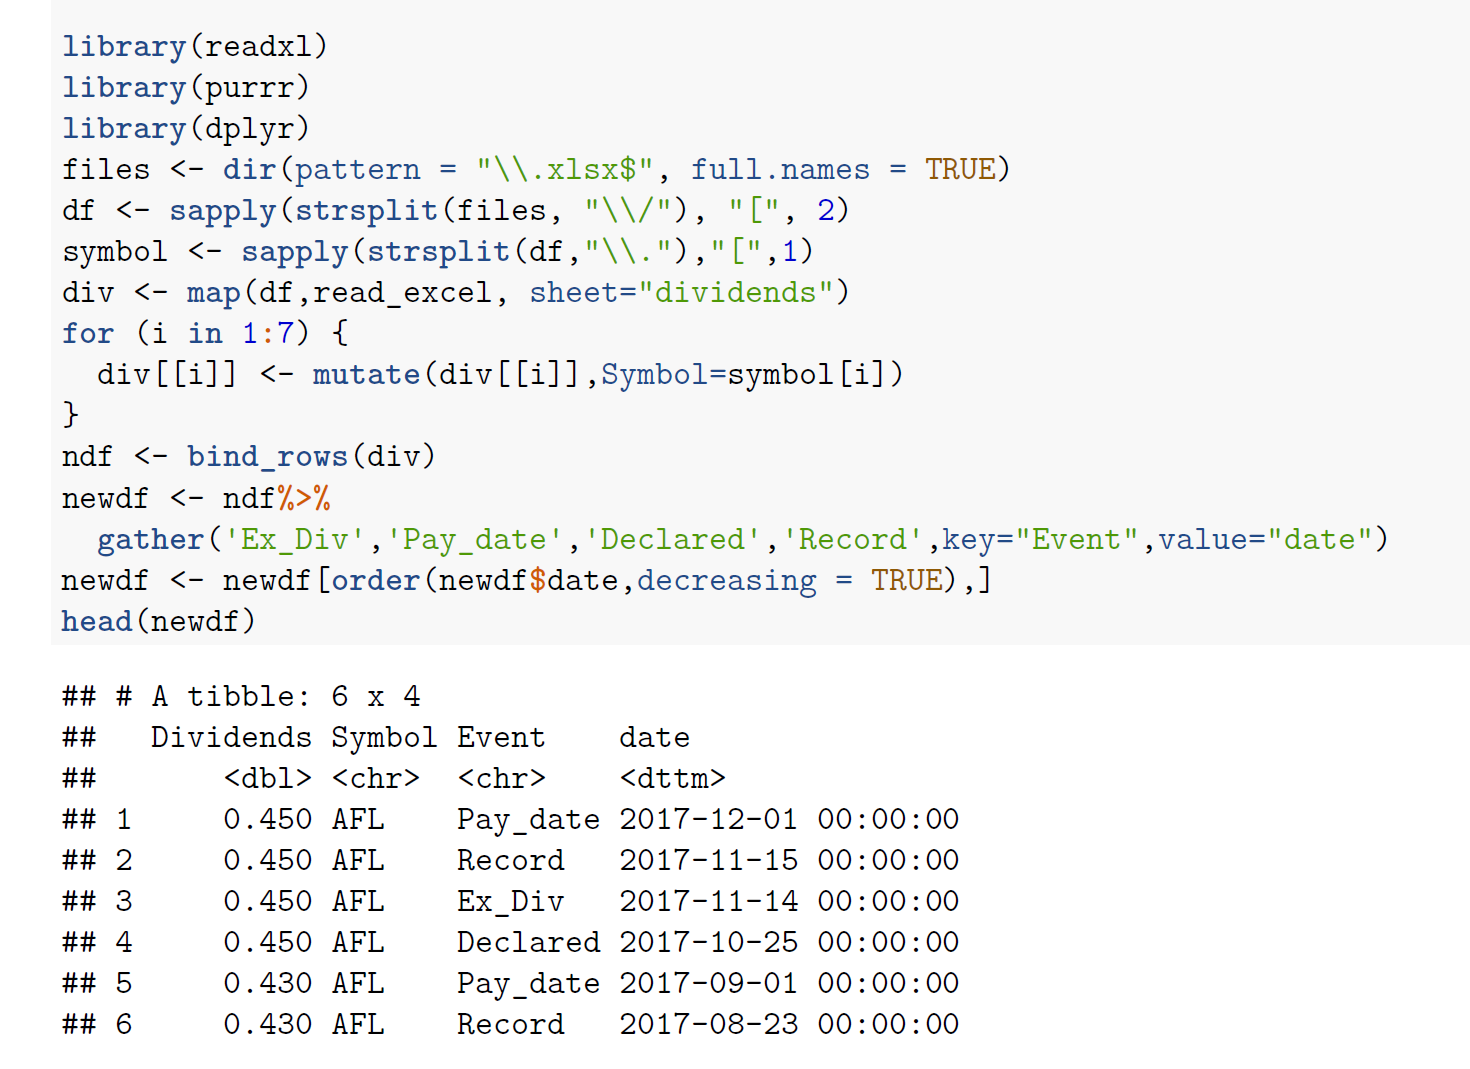 library(readxl)
library(purrr)
library(dplyr)
files <- dir(pattern = "\\.xlsx$", full.names = TRUE)
df <- sapply(strsplit(files, "\\/"), "[", 2)
symbol <- sapply(strsplit(df,"\\."),"[",1)
div <- map(df,read_excel, sheet="dividends")
for (i in 1:7) {
  div[[i]] <- mutate(div[[i]],Symbol=symbol[i])
}
ndf <- bind_rows(div)
newdf <- ndf%>%
  gather('Ex_Div','Pay_date','Declared','Record',key="Event",value="date")
newdf <- newdf[order(newdf$date,decreasing = TRUE),]
head(newdf)
## # A tibble: 6 x 4
##   Dividends Symbol Event    date
##       <dbl> <chr>  <chr>    <dttm>
## 1     0.450 AFL    Pay_date 2017-12-01 00:00:00
## 2     0.450 AFL    Record   2017-11-15 00:00:00
## 3     0.450 AFL    Ex_Div   2017-11-14 00:00:00
## 4     0.450 AFL    Declared 2017-10-25 00:00:00
## 5     0.430 AFL    Pay_date 2017-09-01 00:00:00
## 6     0.430 AFL    Record   2017-08-23 00:00:00